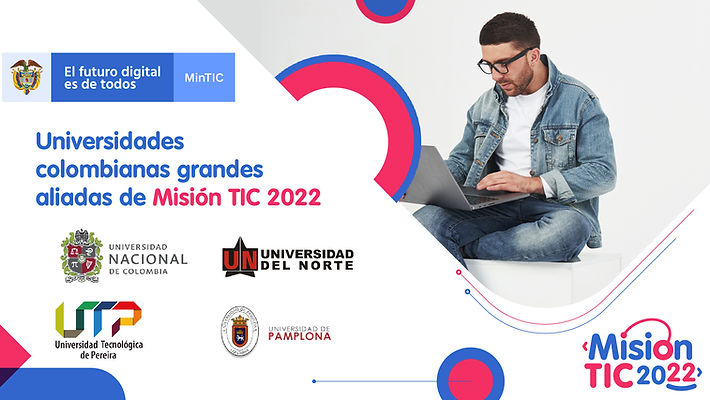 El futuro digital
es de todos
MinTIC
Universidades
colombianas grandes
aliadas de Misión TIC 2022
UNIVERSIDAD
NACIONAL
DE COLOMBIA
UN UNIVERSIDAD
DEL NORTE
UTP
Universidad Tecnológica
de Pereira
UNIVERSIDAD DE
PAMPLONA
Misión
TIC 2022